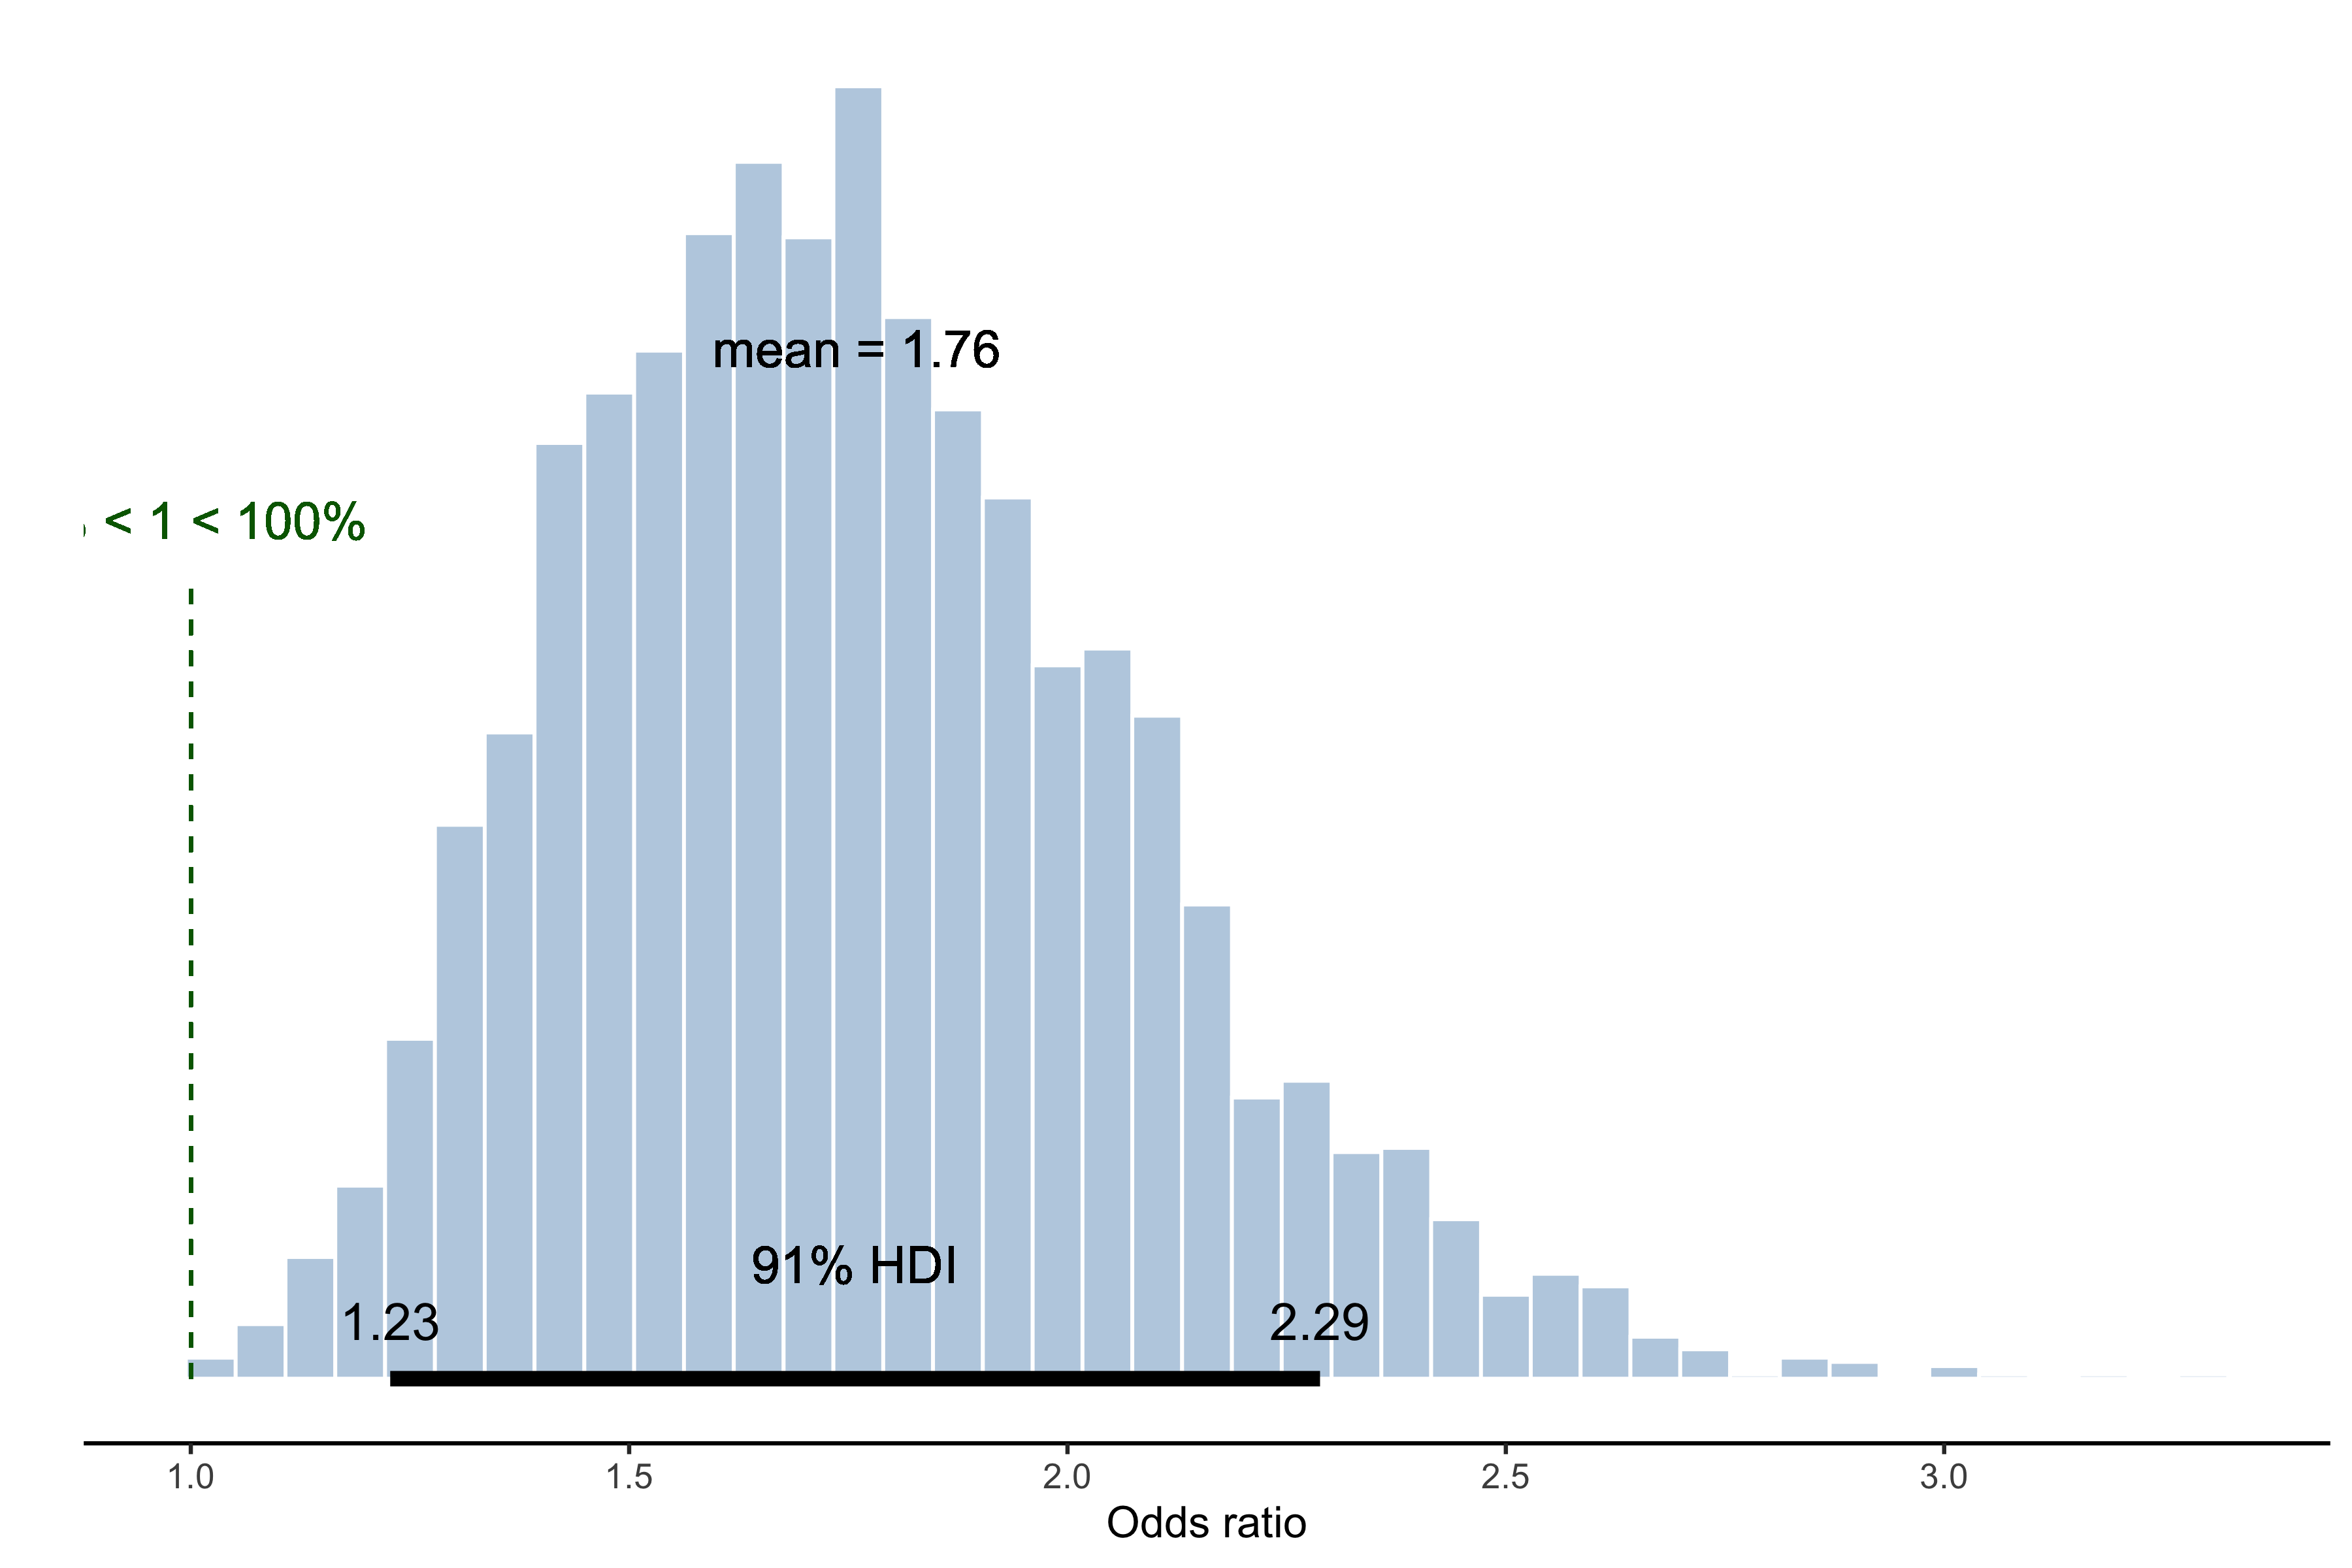 mean = 1.76
< 1 < 100%
91% HDI
1.23 2.29
1.0 1.5 2.0 2.5 3.0
Odds ratio